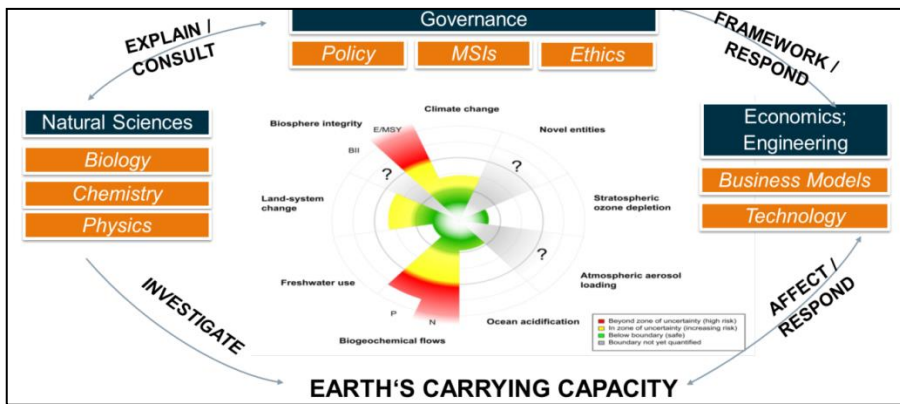 Governance
Policy
MSIs
Ethics
EXPLAIN /
CONSULT
FRAMEWORK /
RESPOND
Natural Sciences
Biology
Chemistry
Physics
Economics;
Engineering
Business Models
Technology
Climate change
Biosphere integrity
E/MSY
BII
Novel entities
?
?
Land-system
change
Stratospheric
ozone depletion
?
Freshwater use
Atmospheric aerosol
loading
P
N
Ocean acidification
Biogeochemical flows
Beyond zone of uncertainty (high risk)
In zone of uncertainty (increasing risk)
Below boundary (safe)
Boundary not yet quantified
INVESTIGATE
AFFECT /
RESPOND
EARTH‘S CARRYING CAPACITY